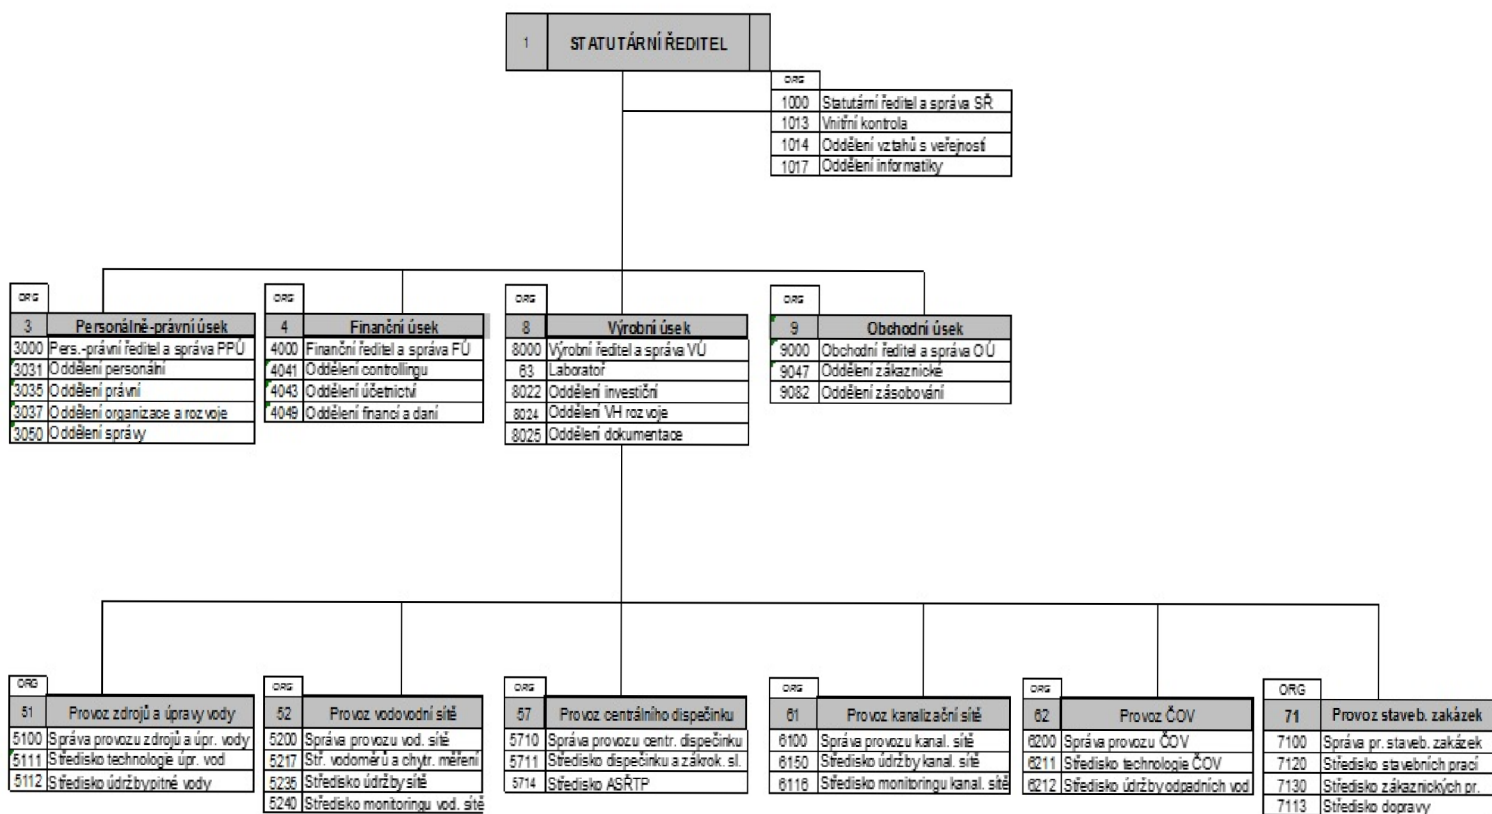 1 STATUTÁRNÍ ŘEDITEL
ORG
1000 Statutární ředitel a správa SŘ
1013 Vnitřní kontrola
1014 Oddělení vztahů s veřejností
1017 Oddělení informatiky
ORG
3 Personálně-právní úsek
3000 Pers.-právní ředitel a správa PPÚ
3031 Oddělení personální
3035 Oddělení právní
3037 Oddělení organizace a rozvoje
3050 Oddělení správy
ORG
4 Finanční úsek
4000 Finanční ředitel a správa FÚ
4041 Oddělení controllingu
4043 Oddělení účetnictví
4049 Oddělení financí a daní
ORG
8 Výrobní úsek
8000 Výrobní ředitel a správa VÚ
63 Laboratoř
8022 Oddělení investiční
8024 Oddělení VH rozvoje
8025 Oddělení dokumentace
ORG
9 Obchodní úsek
9000 Obchodní ředitel a správa OÚ
9047 Oddělení zákaznické
9082 Oddělení zásobování
ORG
51 Provoz zdrojů a úpravy vody
5100 Správa provozu zdrojů a úpr. vody
5111 Středisko technologie úpr. vod
5112 Středisko údržby pitné vody
ORG
52 Provoz vodovodní sítě
5200 Správa provozu vod. sítě
5217 Stř. vodoměrů a chytr. měření
5235 Středisko údržby sítě
5240 Středisko monitoringu vod. sítě
ORG
57 Provoz centrálního dispečinku
5710 Správa provozu centr. dispečinku
5711 Středisko dispečinku a zákrok. sl.
5714 Středisko ASŘTP
ORG
61 Provoz kanalizační sítě
6100 Správa provozu kanal. sítě
6150 Středisko údržby kanal. sítě
6116 Středisko monitoringu kanal. sítě
ORG
62 Provoz ČOV
6200 Správa provozu ČOV
6211 Středisko technologie ČOV
6212 Středisko údržby odpadních vod
ORG
71 Provoz staveb. zakázek
7100 Správa pr. staveb. zakázek
7120 Středisko stavebních prací
7130 Středisko zákaznických pr.
7113 Středisko dopravy